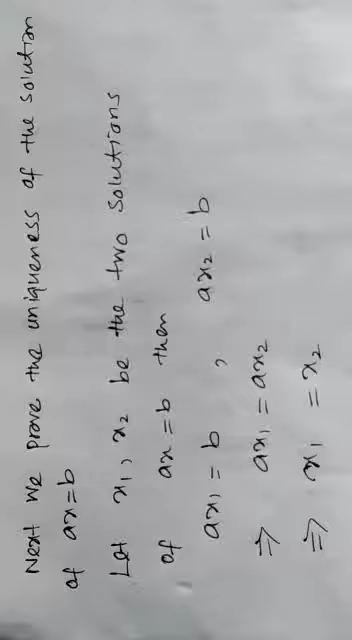 Next we prove the uniqueness of the solution
of ax=b
Let x₁, x₂ be the two solutions
of ax=b then
ax₁ = b , ax₂ = b
⇒ ax₁ = ax₂
⇒ x₁ = x₂